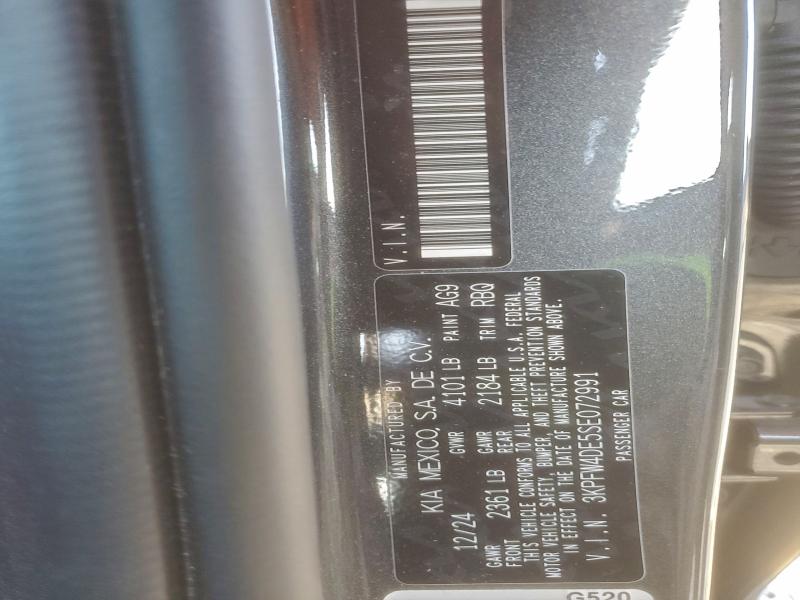 V.I.N.
MANUFACTURED BY
KIA MEXICO, S.A. DE C.V.
12/24 GVWR 4101 LB PAINT AG9
GAWR FRONT 2361 LB GAWR REAR 2184 LB TRIM RBQ
THIS VEHICLE CONFORMS TO ALL APPLICABLE U.S.A. FEDERAL
MOTOR VEHICLE SAFETY, BUMPER, AND THEFT PREVENTION STANDARDS
IN EFFECT ON THE DATE OF MANUFACTURE SHOWN ABOVE.
V.I.N. 3KPFW4DE5SE072991
PASSENGER CAR
G520